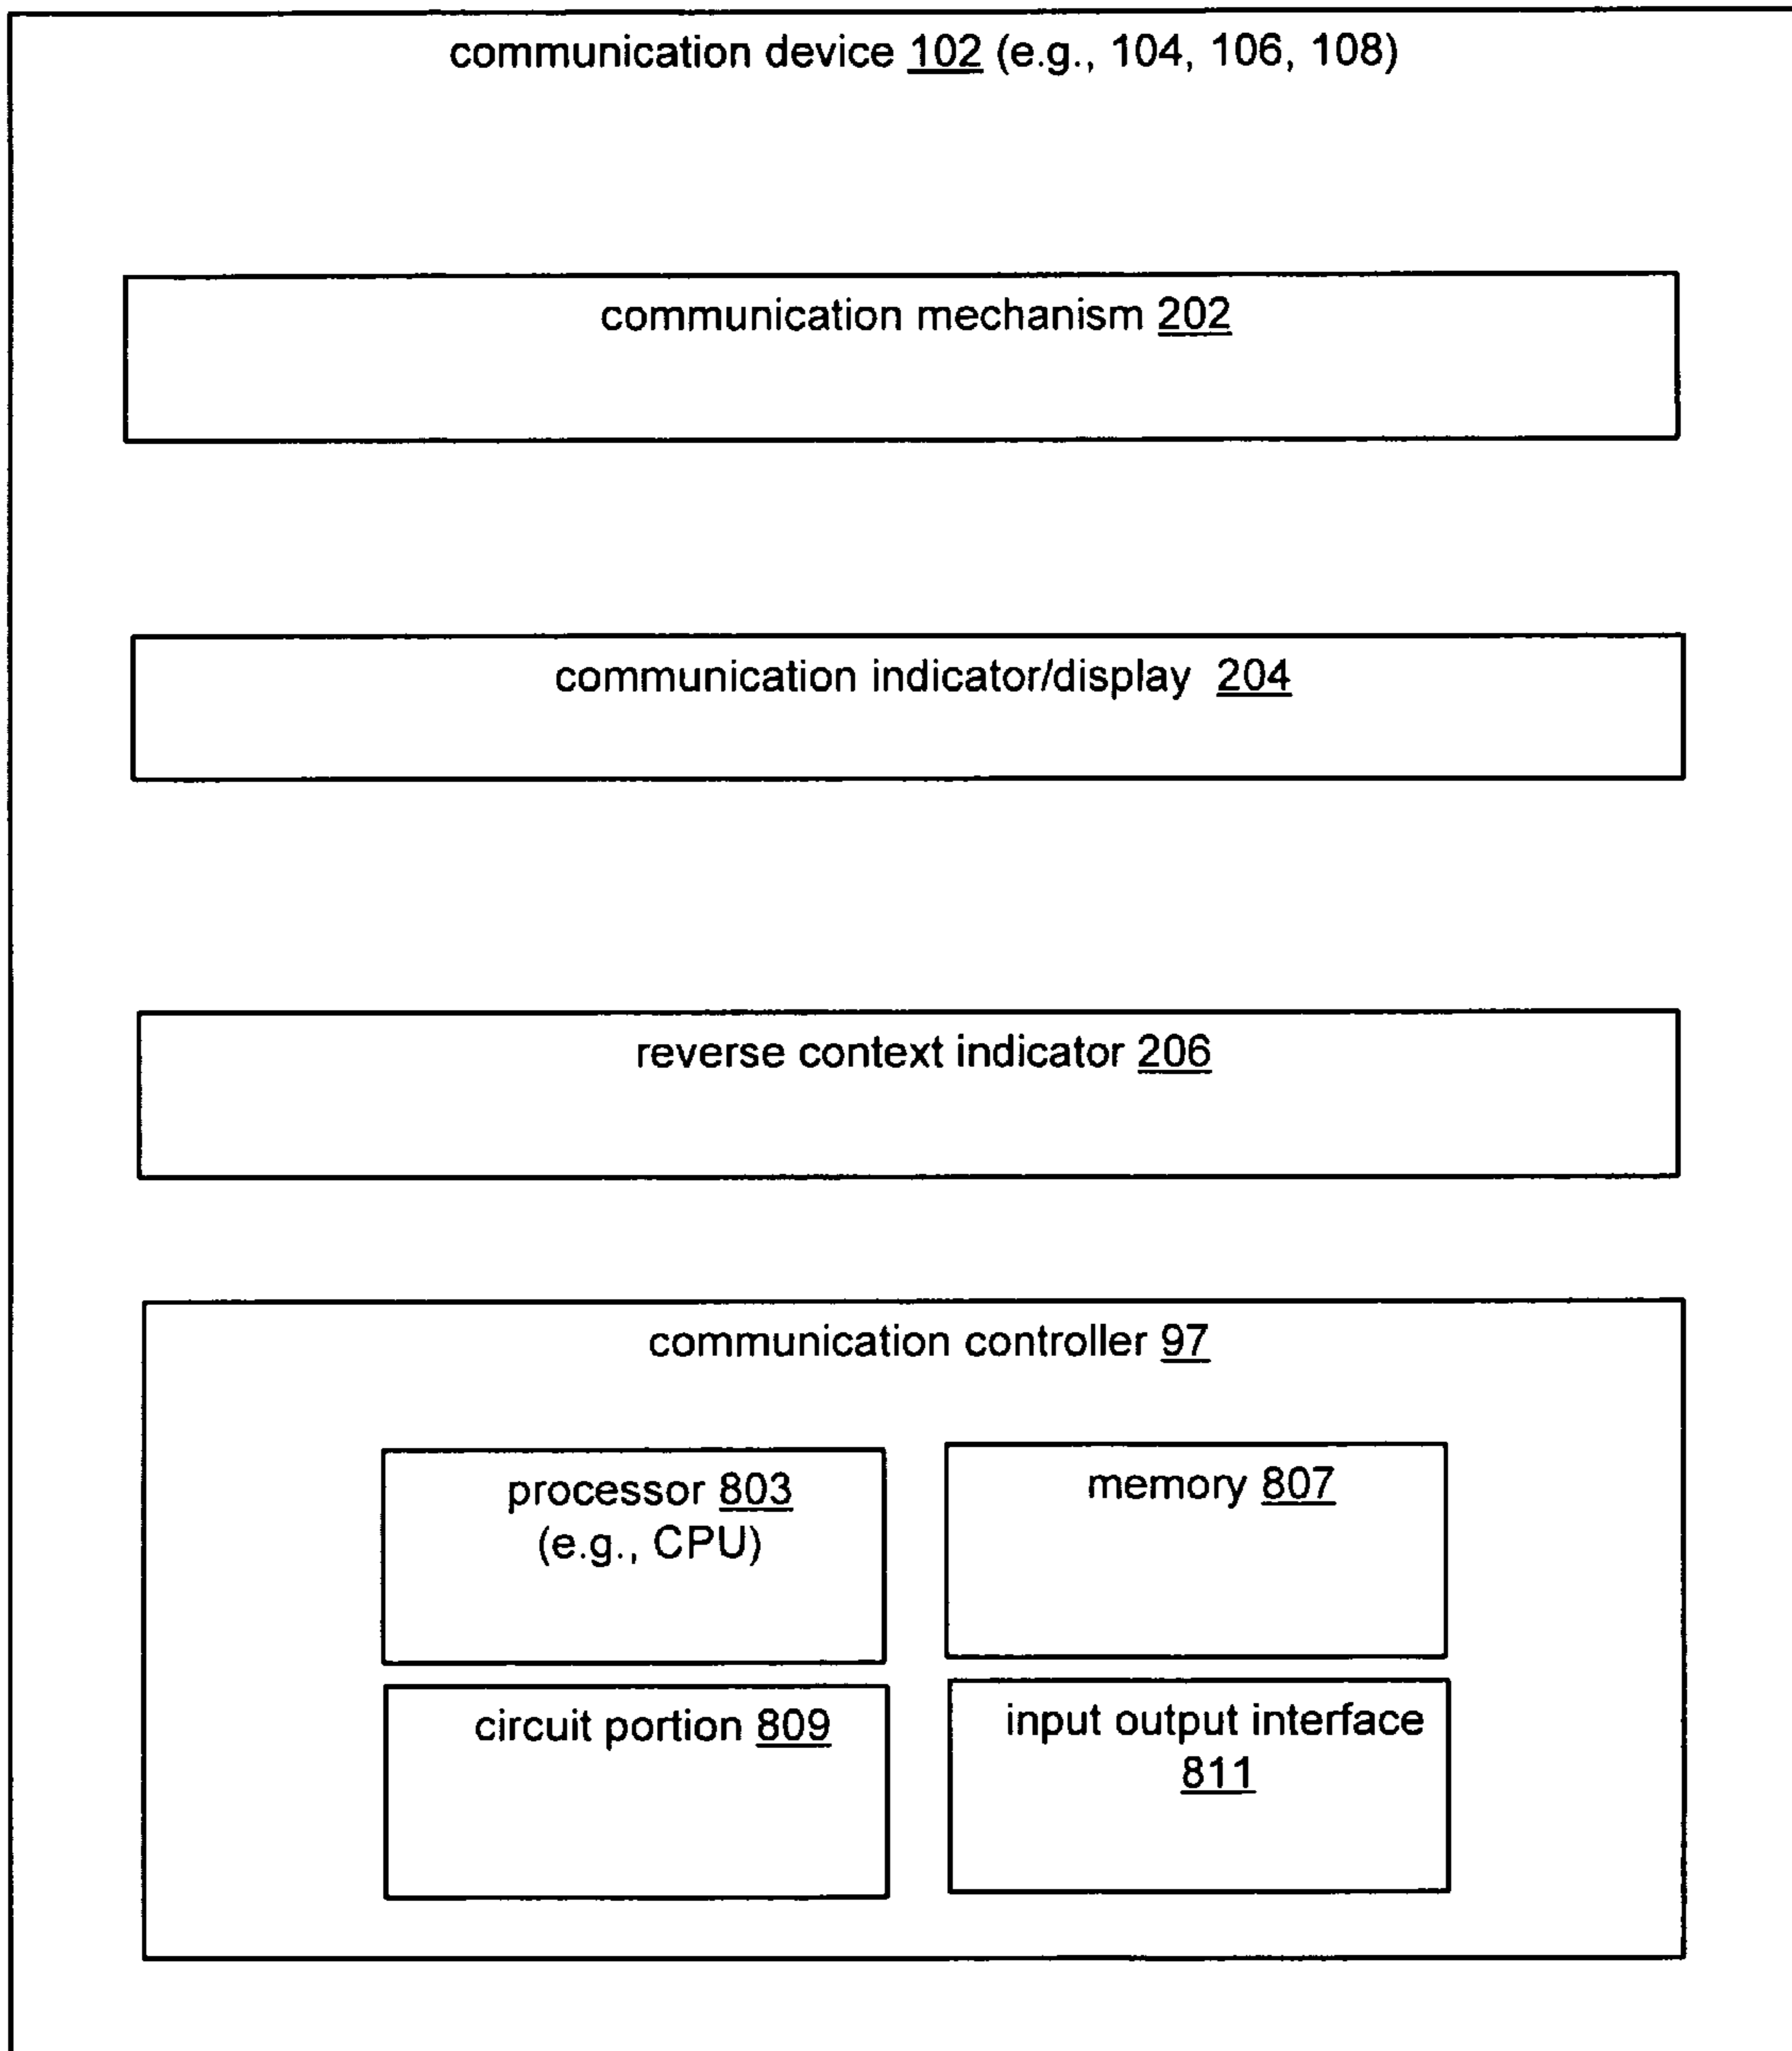 communication device 102 (e.g., 104, 106, 108)
communication mechanism 202
communication indicator/display 204
reverse context indicator 206
communication controller 97
processor 803
(e.g., CPU)
memory 807
circuit portion 809
input output interface
811